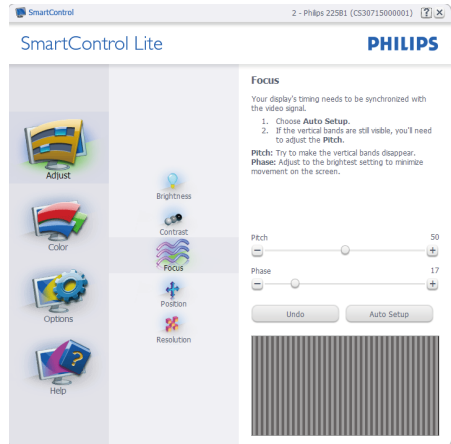 SmartControl
2 - Philips 225B1 (CS30715000001)
?
SmartControl Lite
PHILIPS
Adjust
Color
Options
Help
Brightness
Contrast
Focus
Position
Resolution
Focus
Your display's timing needs to be synchronized with
the video signal.
1. Choose Auto Setup.
2. If the vertical bands are still visible, you'll need
to adjust the Pitch.
Pitch: Try to make the vertical bands disappear.
Phase: Adjust to the brightest setting to minimize
movement on the screen.
Pitch 50
Phase 17
Undo
Auto Setup